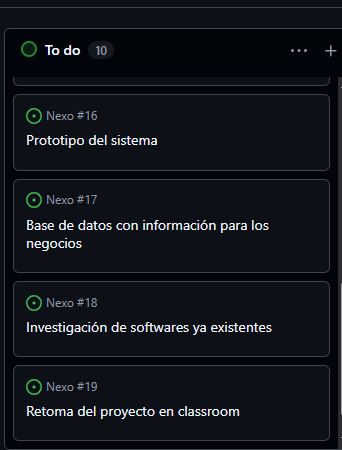 To do 10
Nexo #16
Prototipo del sistema
Nexo #17
Base de datos con información para los
negocios
Nexo #18
Investigación de softwares ya existentes
Nexo #19
Retoma del proyecto en classroom